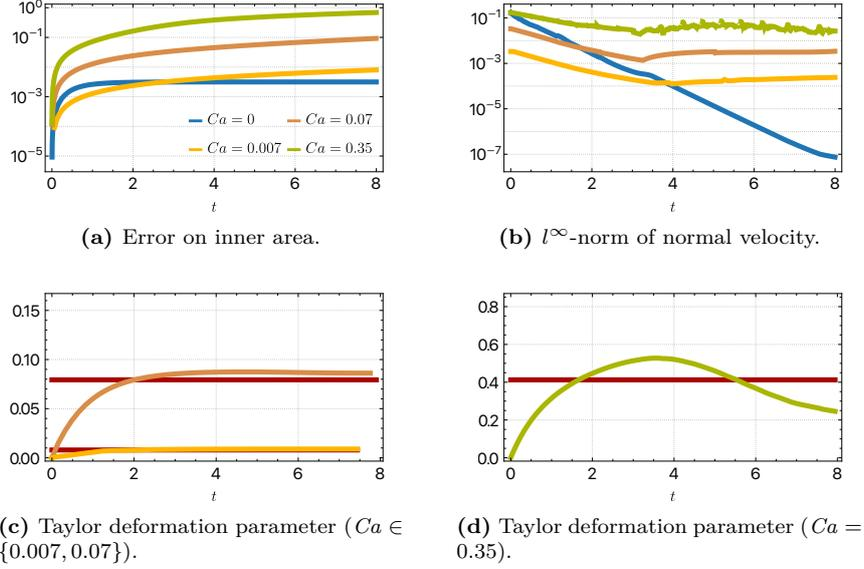 10⁰
10⁻¹
10⁻³
10⁻⁵
Ca = 0 Ca = 0.07
Ca = 0.007 Ca = 0.35
0 2 4 6 8
t
(a) Error on inner area.
10⁻¹
10⁻³
10⁻⁵
10⁻⁷
0 2 4 6 8
t
(b) l∞-norm of normal velocity.
0.15
0.10
0.05
0.00
0 2 4 6 8
t
(c) Taylor deformation parameter (Ca ∈
{0.007, 0.07}).
0.8
0.6
0.4
0.2
0.0
0 2 4 6 8
t
(d) Taylor deformation parameter (Ca =
0.35).